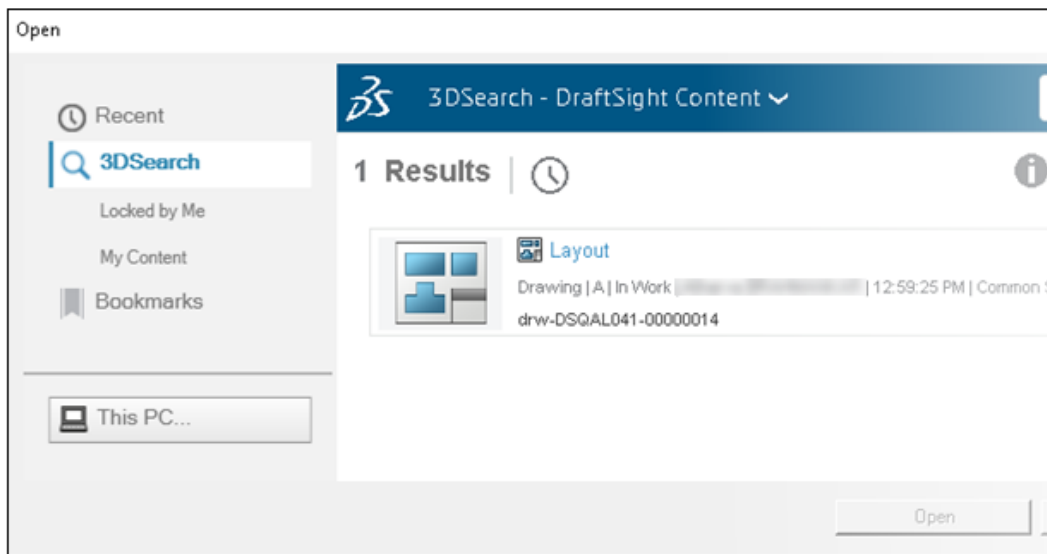 Open
Recent
3DSearch
Locked by Me
My Content
Bookmarks
This PC...
3DSearch - DraftSight Content
1 Results
Layout
Drawing | A | In Work | | 12:59:25 PM | Common
drw-DSQAL041-00000014
Open